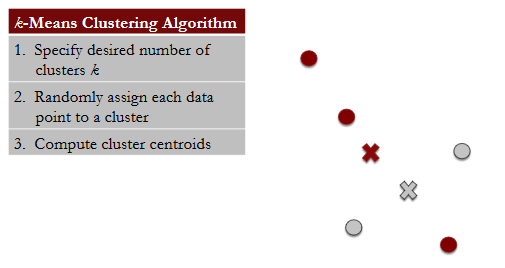 k-Means Clustering Algorithm
1. Specify desired number of
clusters k
2. Randomly assign each data
point to a cluster
3. Compute cluster centroids